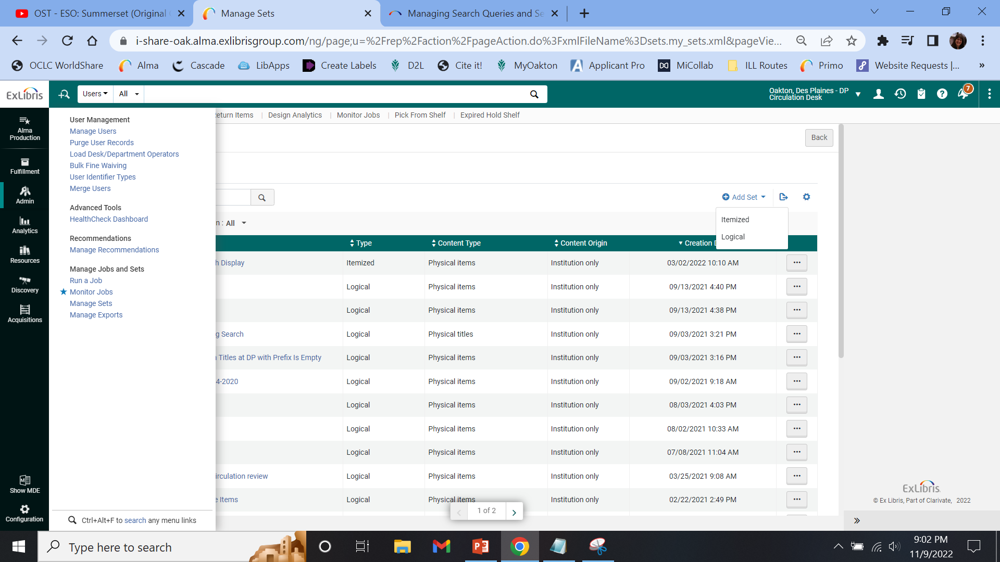 OST - ESO: Summerset (Original
Manage Sets
Managing Search Queries and Se
i-share-oak.alma.exlibrisgroup.com/ng/page;u=%2Frep%2Faction%2FpageAction.do%3FxmlFileName%3Dsets.my_sets.xml&pageVie...
OCLC WorldShare
Alma
Cascade
LibApps
Create Labels
D2L
Cite it!
MyOakton
Applicant Pro
MiCollab
ILL Routes
Primo
Website Requests |...
»
ExLibris
Users
All
Oakton, Des Plaines - DP
Circulation Desk
7
Alma
Production
Fulfillment
Admin
Analytics
Resources
Discovery
Acquisitions
Show MDE
Configuration
User Management
Manage Users
Purge User Records
Load Desk/Department Operators
Bulk Fine Waiving
User Identifier Types
Merge Users
Advanced Tools
HealthCheck Dashboard
Recommendations
Manage Recommendations
Manage Jobs and Sets
Run a Job
Monitor Jobs
Manage Sets
Manage Exports
Ctrl+Alt+F to search any menu links
eturn Items | Design Analytics | Monitor Jobs | Pick From Shelf | Expired Hold Shelf
Back
Add Set
Itemized
Logical
n : All
Type Content Type Content Origin Creation D
h Display Itemized Physical items Institution only 03/02/2022 10:10 AM
Logical Physical items Institution only 09/13/2021 4:40 PM
Logical Physical items Institution only 09/13/2021 4:38 PM
g Search Logical Physical titles Institution only 09/03/2021 3:21 PM
Titles at DP with Prefix Is Empty Logical Physical items Institution only 09/03/2021 3:16 PM
4-2020 Logical Physical items Institution only 09/02/2021 9:18 AM
Logical Physical items Institution only 08/03/2021 4:03 PM
Logical Physical items Institution only 08/02/2021 10:33 AM
Logical Physical items Institution only 07/08/2021 11:04 AM
irculation review Logical Physical items Institution only 03/25/2021 9:08 AM
e Items Logical Physical items Institution only 02/22/2021 2:49 PM
1 of 2
ExLibris
© Ex Libris, Part of Clarivate, 2022
Type here to search
9:02 PM
11/9/2022